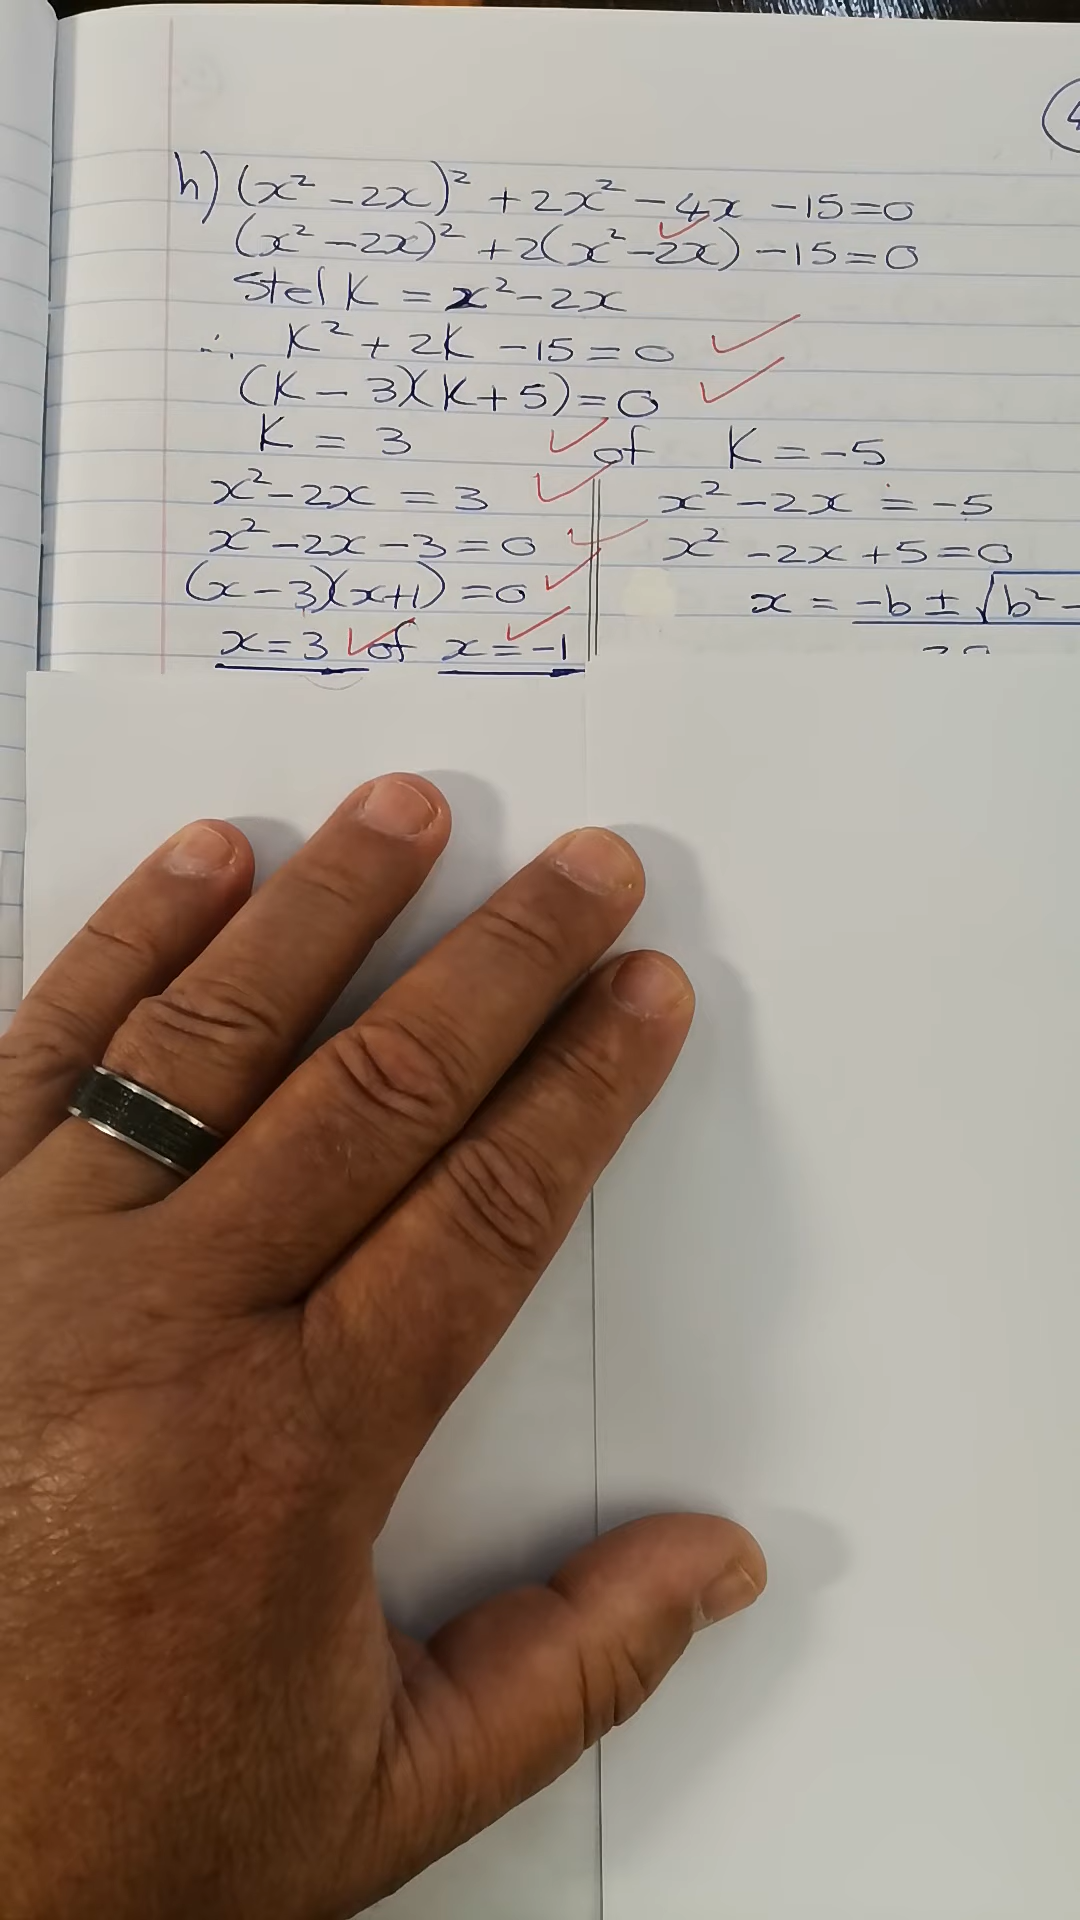 h) (x² - 2x)² + 2x² - 4x - 15 = 0
(x² - 2x)² + 2(x² - 2x) - 15 = 0
Stel K = x² - 2x
∴ K² + 2K - 15 = 0
(K - 3)(K + 5) = 0
K = 3 of K = -5
x² - 2x = 3 x² - 2x = -5
x² - 2x - 3 = 0 x² - 2x + 5 = 0
(x - 3)(x + 1) = 0 x = -b ± √b² -
x = 3 of x = -1